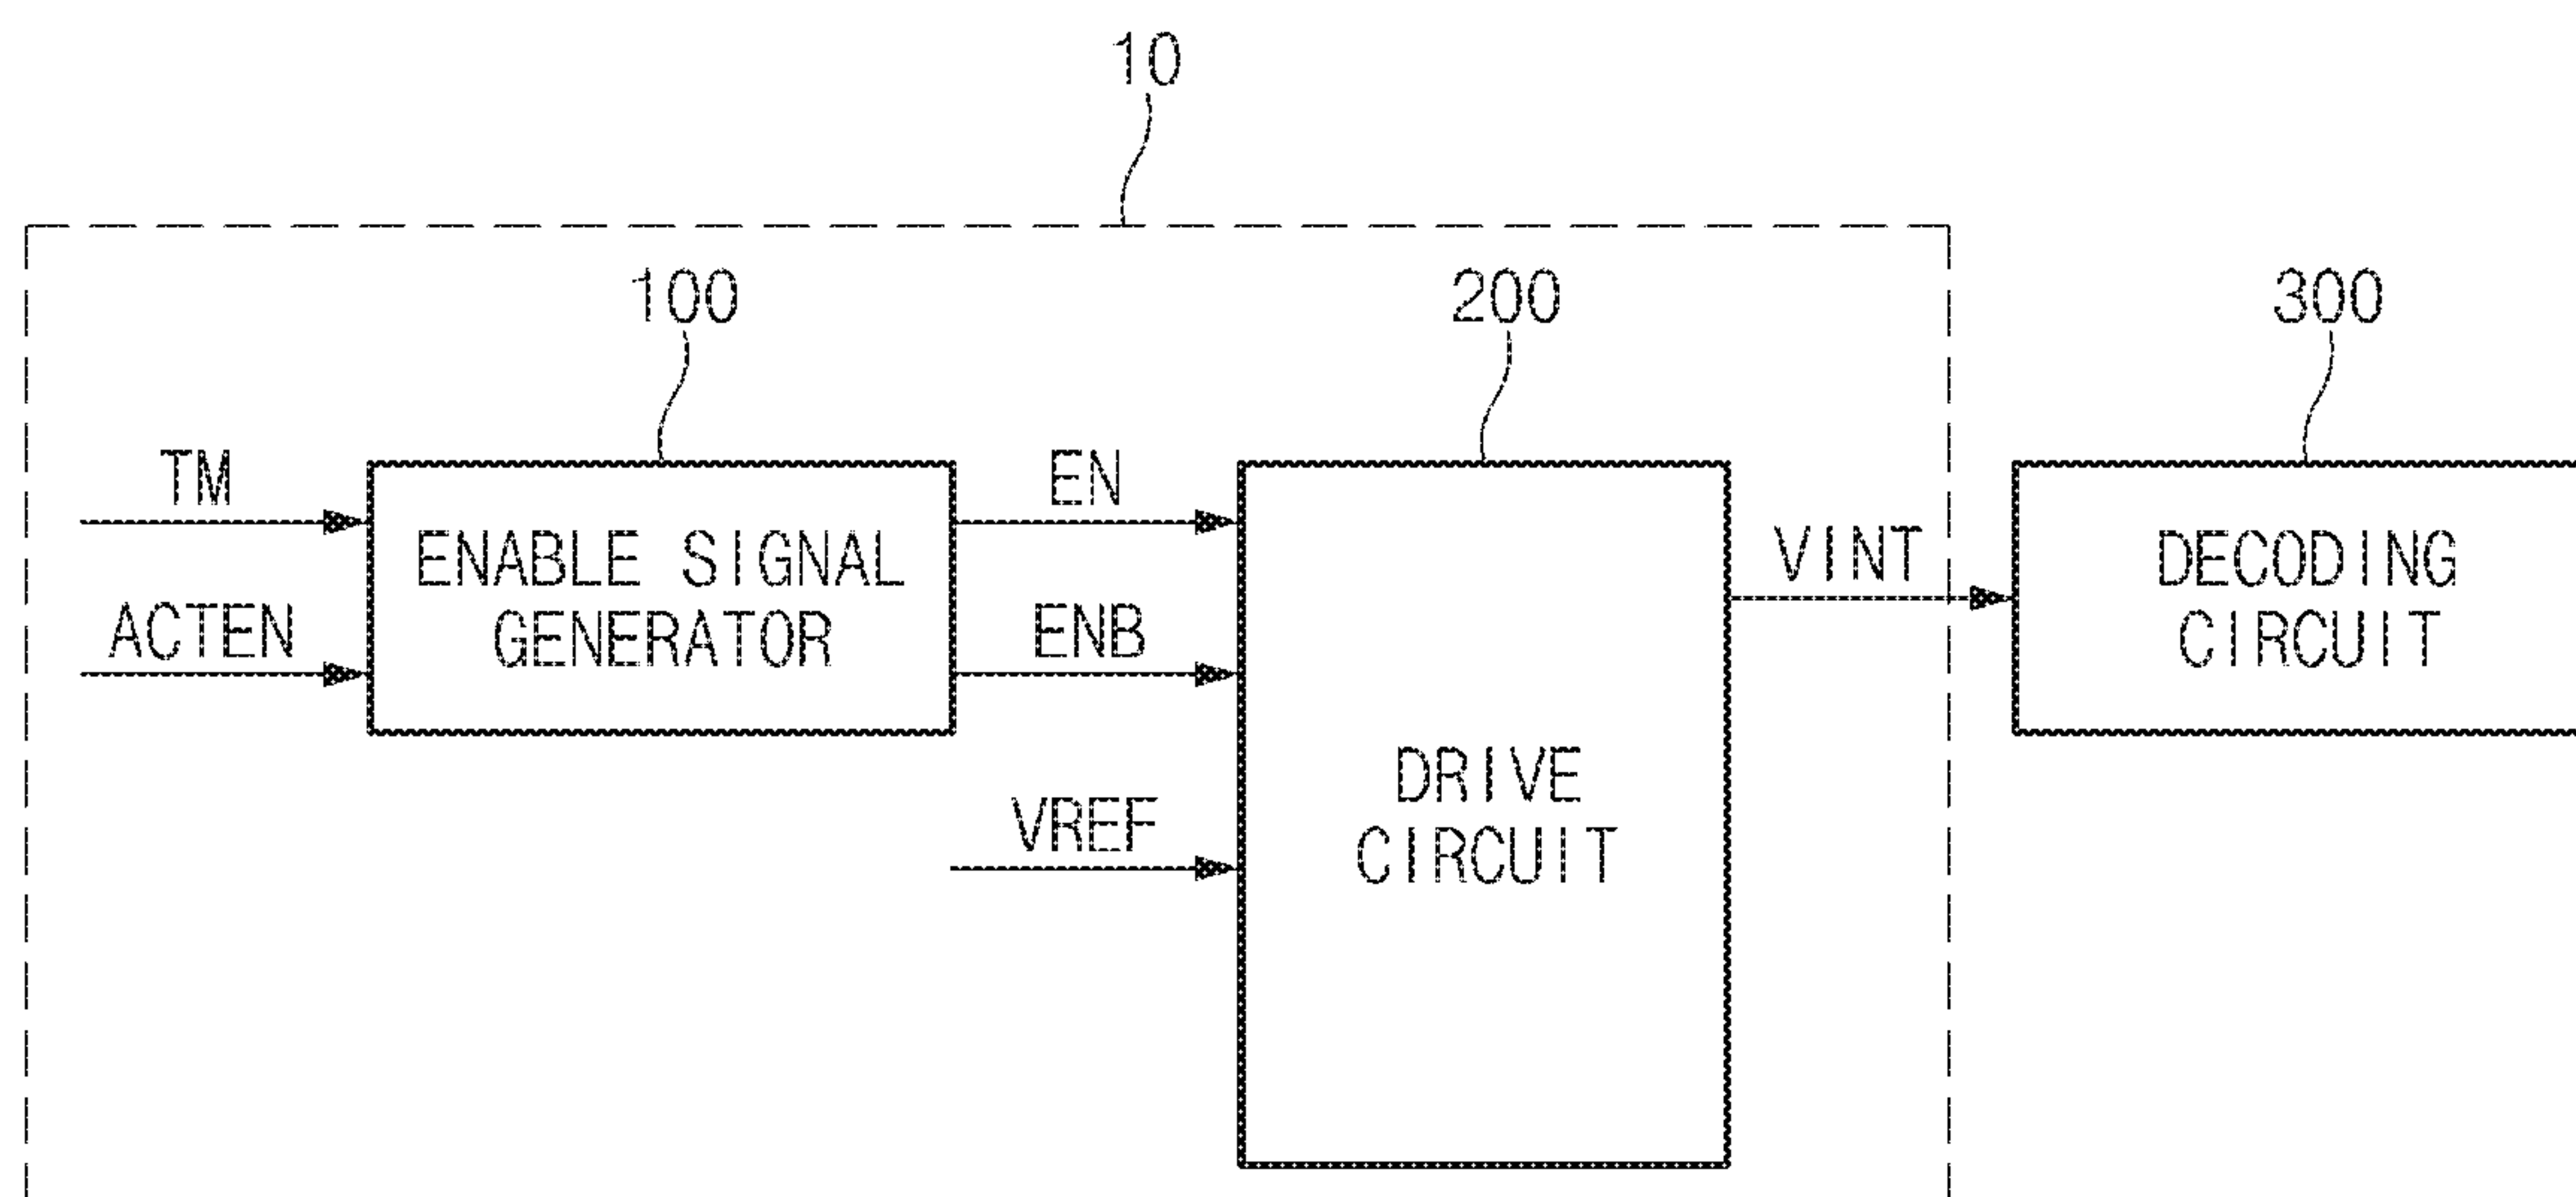 10
100
200
300
TM
EN
ENABLE SIGNAL
GENERATOR
VINT
DECODING
CIRCUIT
ACTEN
ENB
DRIVE
CIRCUIT
VREF